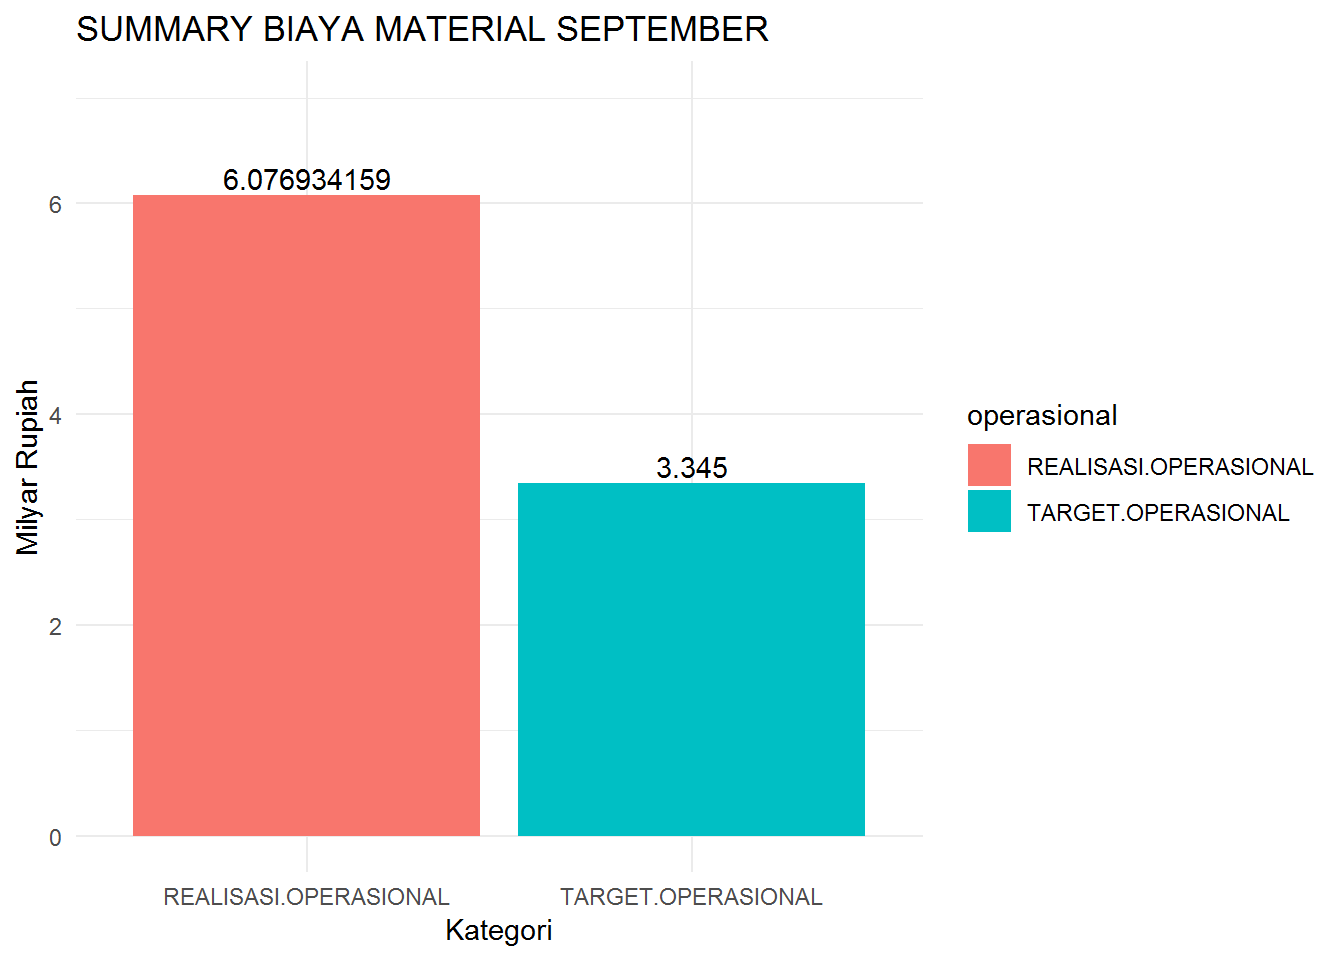 SUMMARY BIAYA MATERIAL SEPTEMBER
Milyar Rupiah
6
4
2
0
6.076934159
3.345
REALISASI.OPERASIONAL
TARGET.OPERASIONAL
Kategori
operasional
REALISASI.OPERASIONAL
TARGET.OPERASIONAL